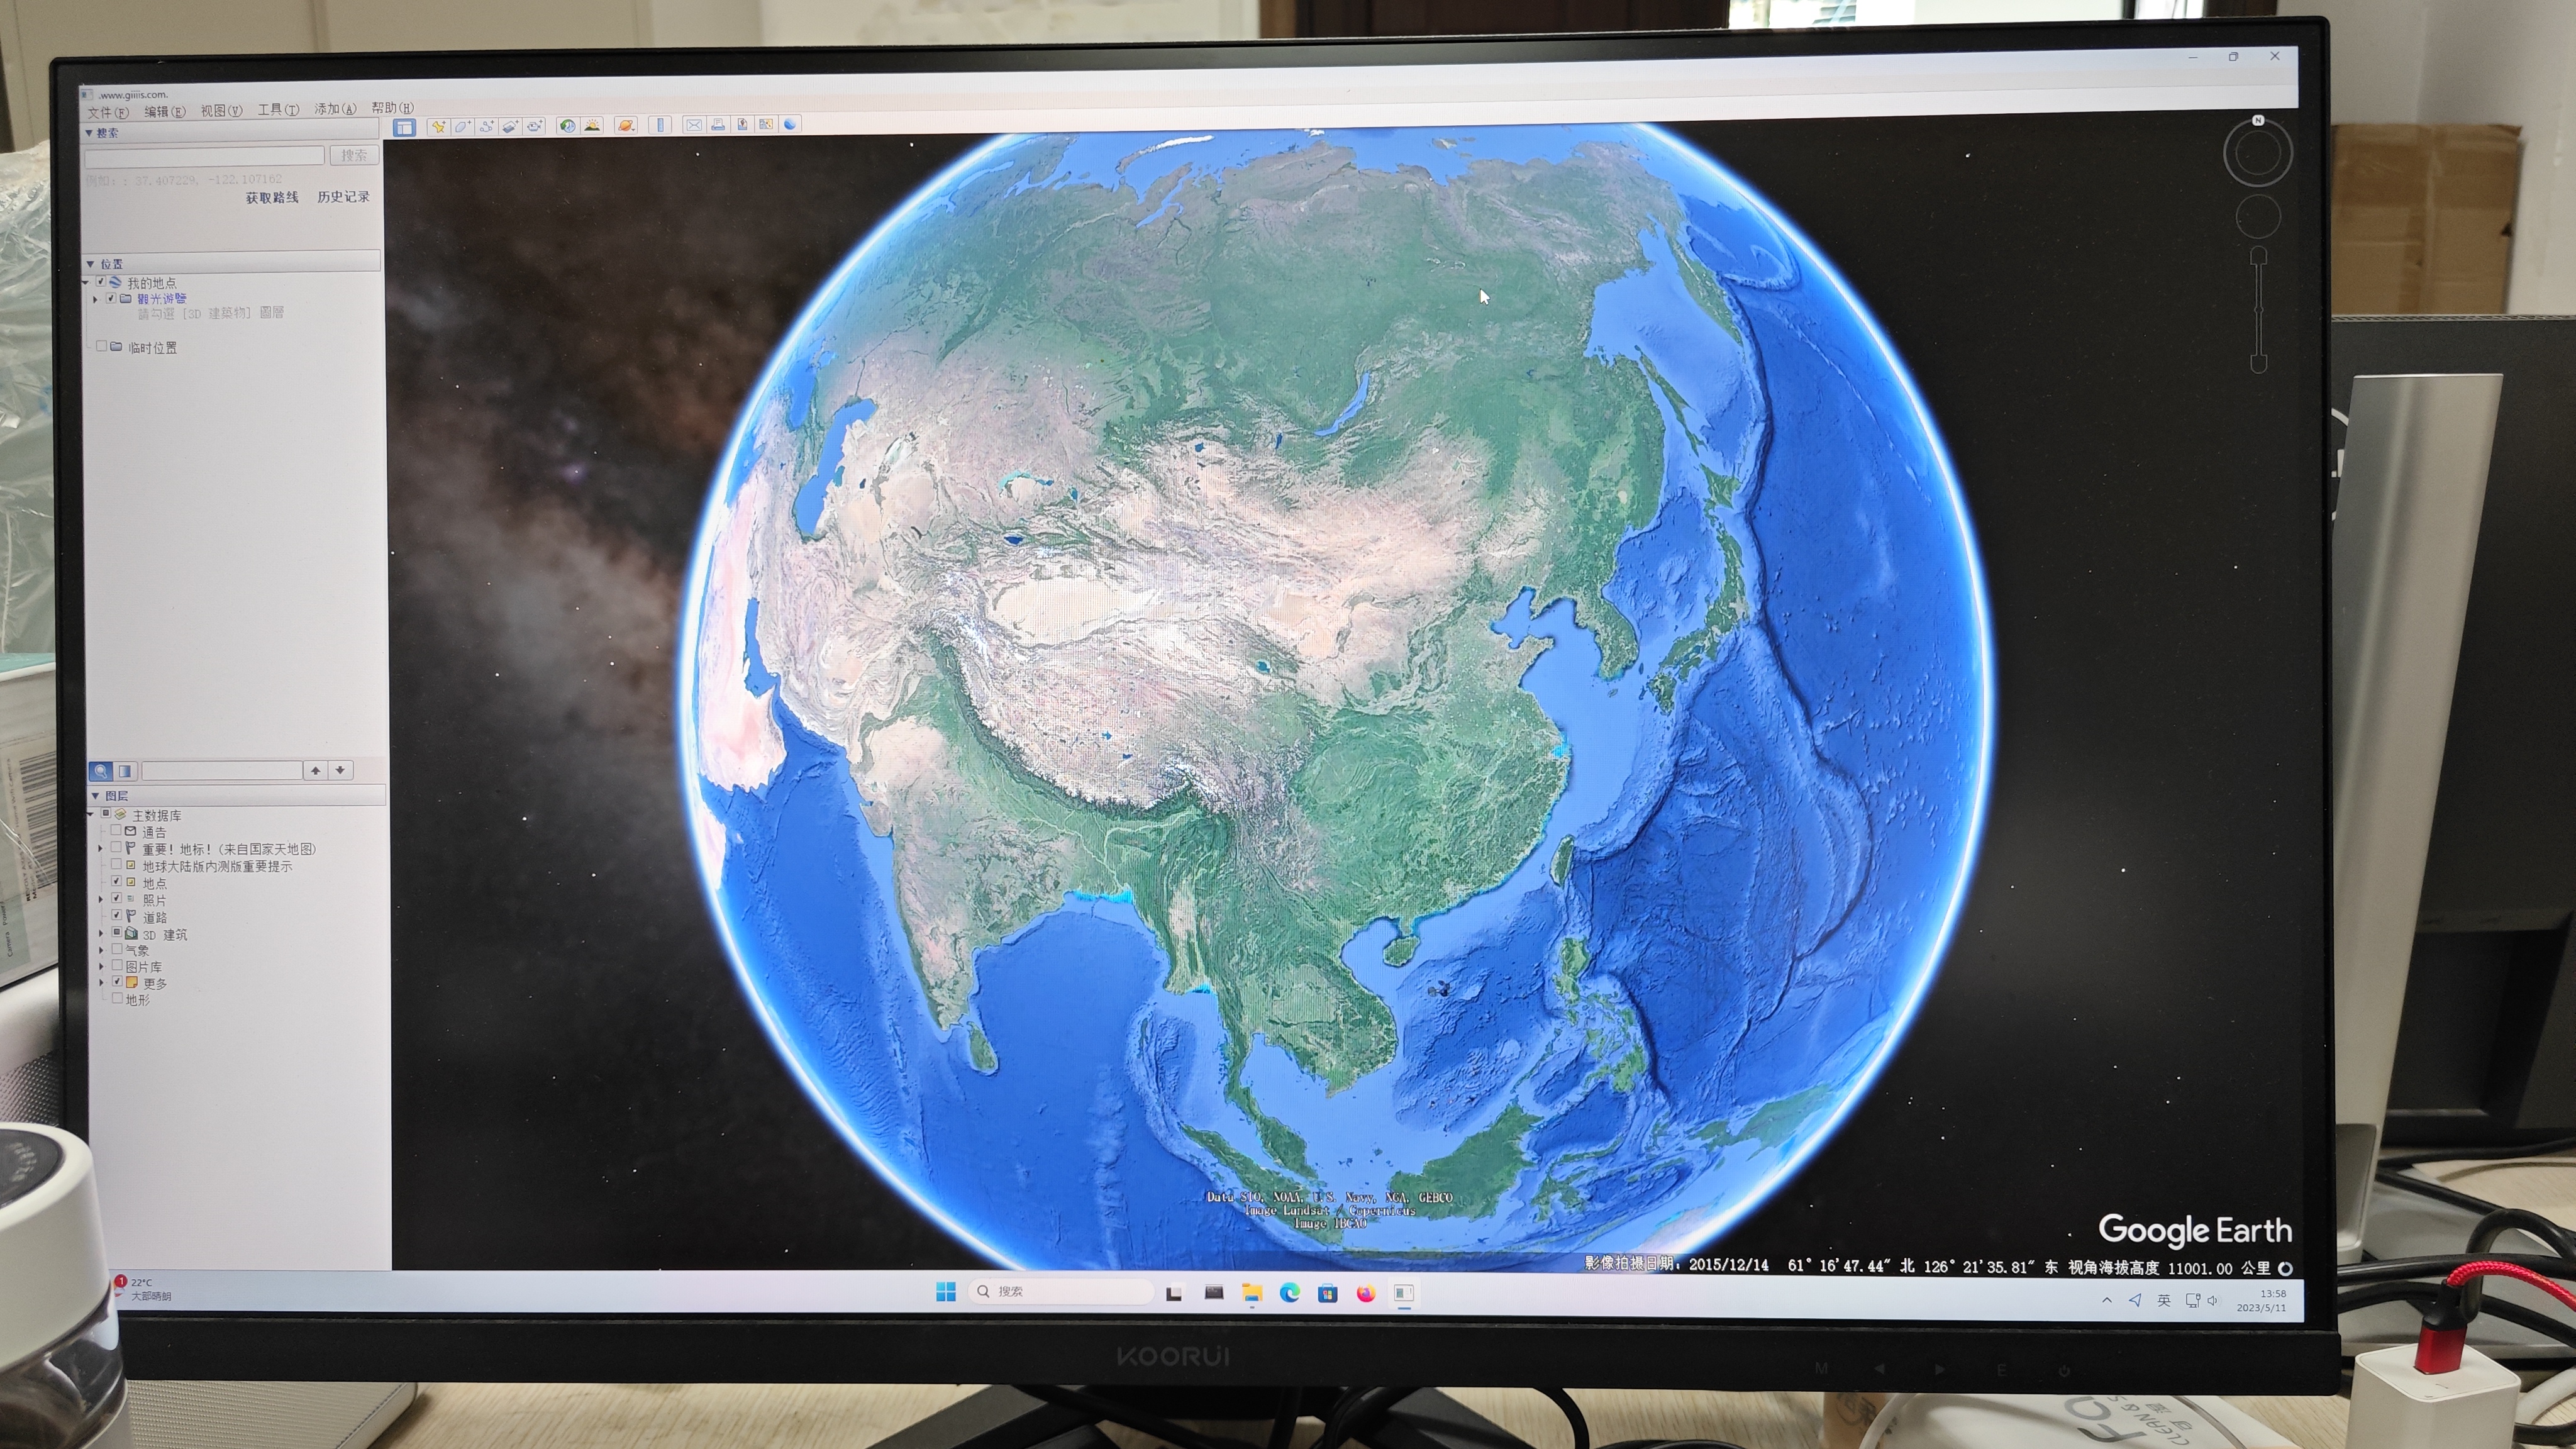 .www.giiiis.com.
文件(F) 编辑(E) 视图(V) 工具(T) 添加(A) 帮助(H)
搜索
搜索
例如：: 37.407229, -122.107162
获取路线 历史记录
位置
我的地点
觀光游覽
請勾選 [3D 建築物] 圖層
临时位置
图层
主数据库
通告
重要！地标！(来自国家天地图)
地球大陆版内测版重要提示
地点
照片
道路
3D 建筑
气象
图片库
更多
地形
N
Data SIO, NOAA, U.S. Navy, NGA, GEBCO
Image Landsat / Copernicus
Image IBCAO
Google Earth
影像拍摄日期: 2015/12/14 61°16'47.44" 北 126°21'35.81" 东 视角海拔高度 11001.00 公里
1
22°C
大部晴朗
搜索
英
13:58
2023/5/11
KOORUI
M E
CLEAN &